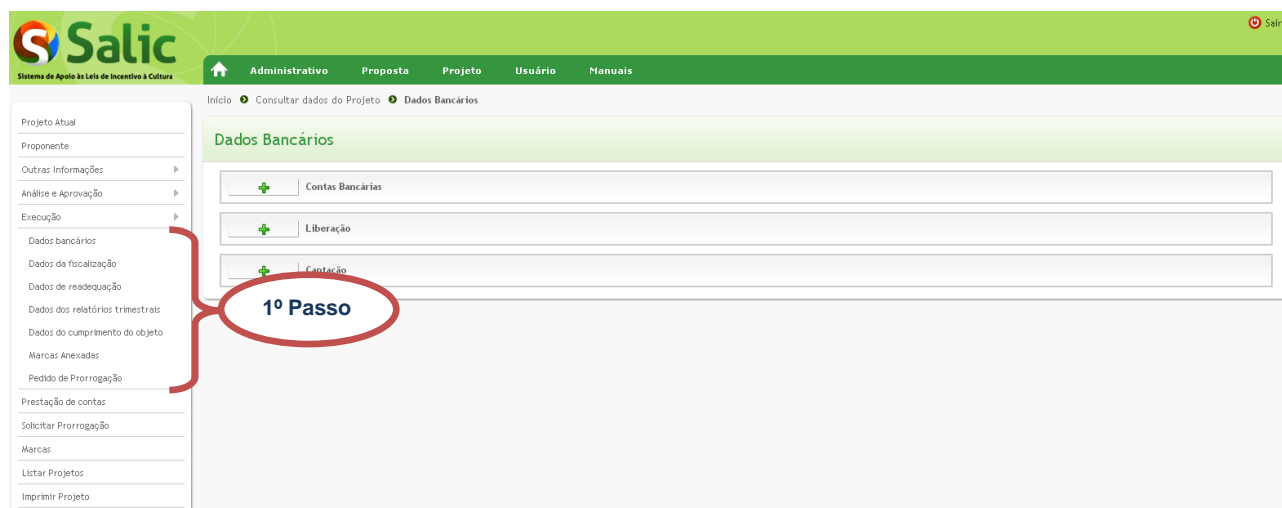 Salic
Sistema de Apoio às Leis de Incentivo à Cultura
Sair
Administrativo Proposta Projeto Usuário Manuais
Início Consultar dados do Projeto Dados Bancários
Projeto Atual
Proponente
Outras Informações
Análise e Aprovação
Execução
Dados bancários
Dados da fiscalização
Dados de readequação
Dados dos relatórios trimestrais
Dados do cumprimento do objeto
Marcas Anexadas
Pedido de Prorrogação
Prestação de contas
Solicitar Prorrogação
Marcas
Listar Projetos
Imprimir Projeto
Dados Bancários
Contas Bancárias
Liberação
Captação
1º Passo